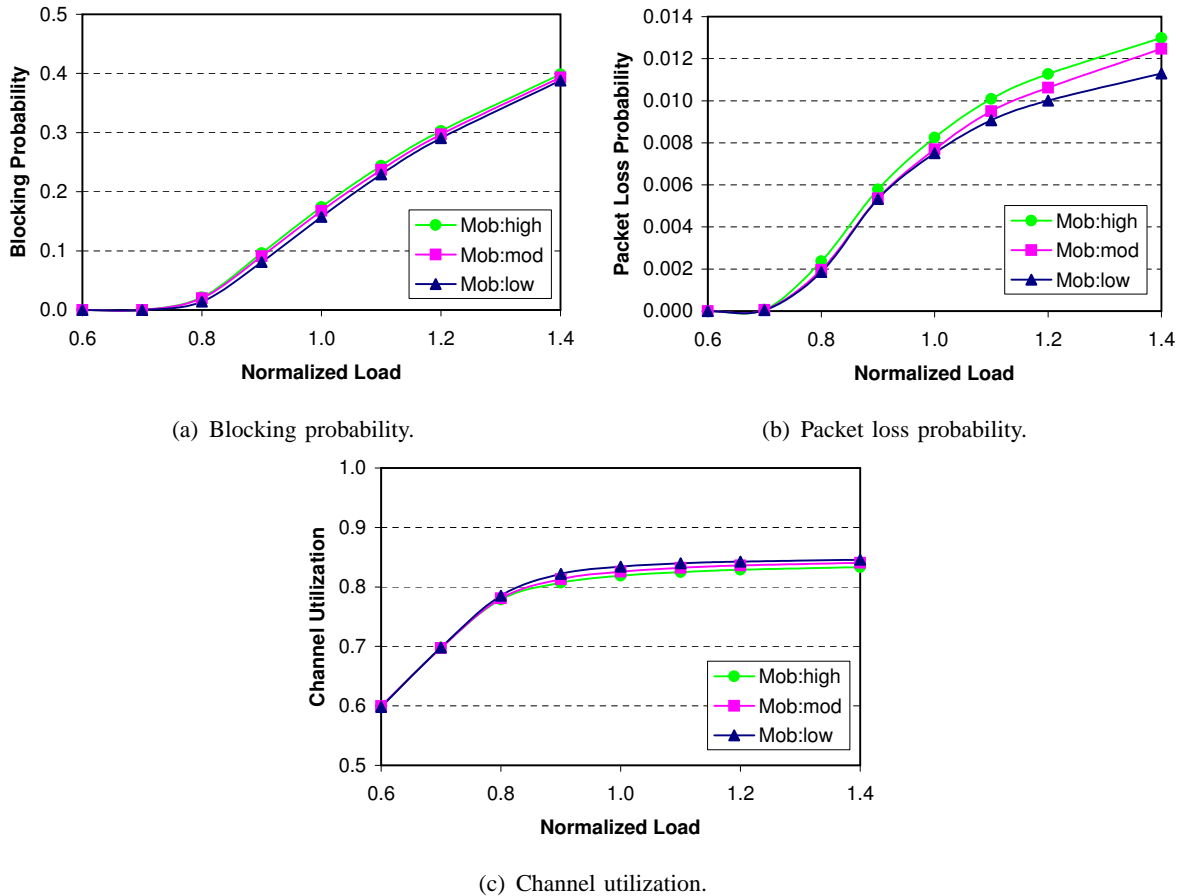 0.5
0.4
0.3
0.2
0.1
0.0
Blocking Probability
0.6 0.8 1.0 1.2 1.4
Normalized Load
Mob:high
Mob:mod
Mob:low
(a) Blocking probability.
0.014
0.012
0.010
0.008
0.006
0.004
0.002
0.000
Packet Loss Probability
0.6 0.8 1.0 1.2 1.4
Normalized Load
Mob:high
Mob:mod
Mob:low
(b) Packet loss probability.
1.0
0.9
0.8
0.7
0.6
0.5
Channel Utilization
0.6 0.8 1.0 1.2 1.4
Normalized Load
Mob:high
Mob:mod
Mob:low
(c) Channel utilization.